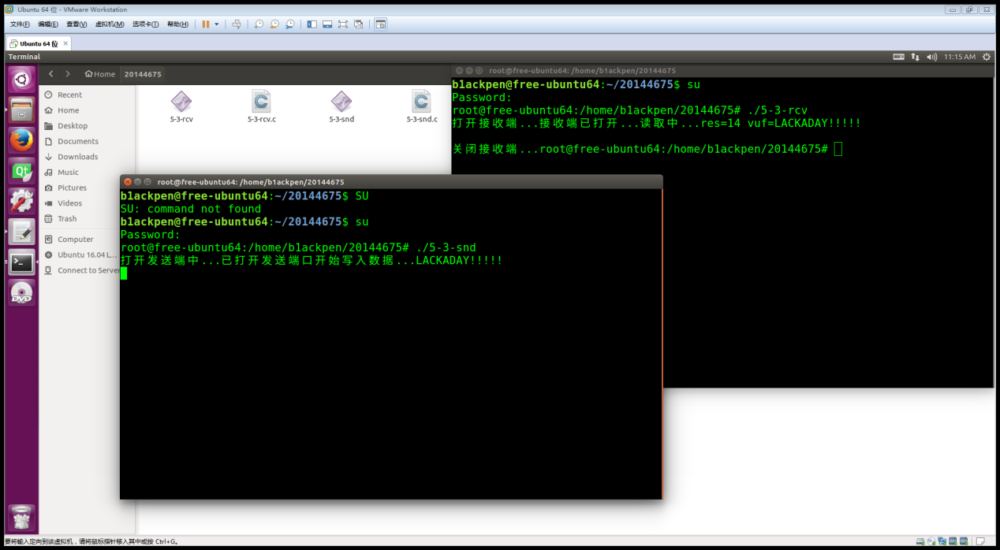 Ubuntu 64 位 - VMware Workstation
文件(F) 编辑(E) 查看(V) 虚拟机(M) 选项卡(T) 帮助(H)
Ubuntu 64 位
Terminal 11:15 AM
Home 20144675
Recent
Home
Desktop
Documents
Downloads
Music
Pictures
Videos
Trash
Computer
Ubuntu 16.04 L...
Connect to Server
5-3-rcv 5-3-rcv.c 5-3-snd 5-3-snd.c
root@free-ubuntu64: /home/b1ackpen/20144675
b1ackpen@free-ubuntu64:~/20144675$ su
Password:
root@free-ubuntu64:/home/b1ackpen/20144675# ./5-3-rcv
打开接收端...接收端已打开...读取中...res=14 vuf=LACKADAY!!!!!
关闭接收端...root@free-ubuntu64:/home/b1ackpen/20144675#
root@free-ubuntu64: /home/b1ackpen/20144675
b1ackpen@free-ubuntu64:~/20144675$ SU
SU: command not found
b1ackpen@free-ubuntu64:~/20144675$ su
Password:
root@free-ubuntu64:/home/b1ackpen/20144675# ./5-3-snd
打开发送端中...已打开发送端口开始写入数据...LACKADAY!!!!!
Qt
DVD
要将输入定向到该虚拟机，请将鼠标指针移入其中或按 Ctrl+G。